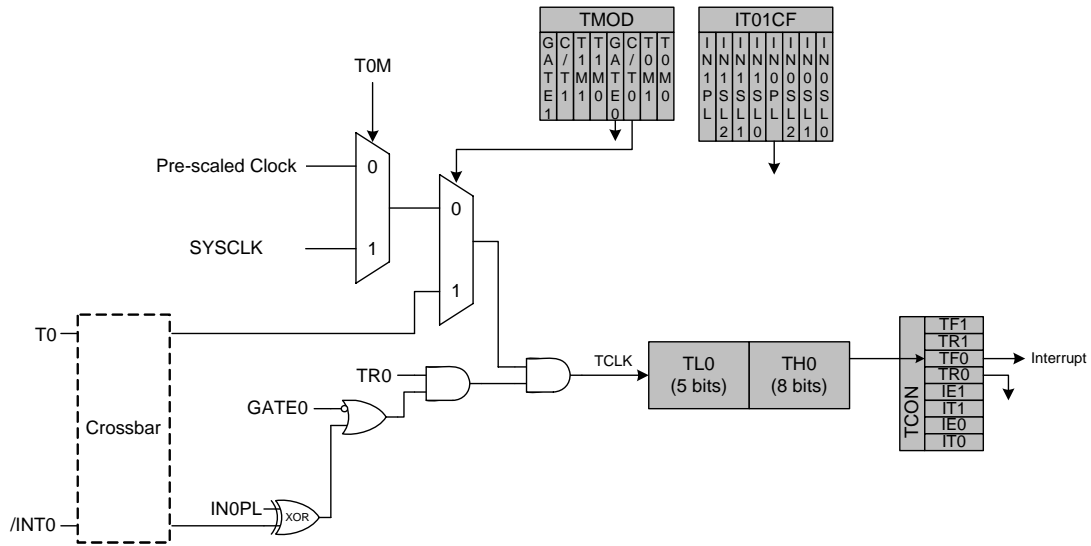 TMOD
GATE1
C/T1
T1M1
T1M0
GATE0
C/T0
T0M1
T0M0
IT01CF
IN1PL
IN1SL2
IN1SL1
IN1SL0
IN0PL
IN0SL2
IN0SL1
IN0SL0
T0M
Pre-scaled Clock
0
SYSCLK
1
0
1
T0
Crossbar
/INT0
TR0
GATE0
IN0PL
XOR
TCLK
TL0
(5 bits)
TH0
(8 bits)
TCON
TF1
TR1
TF0
TR0
IE1
IT1
IE0
IT0
Interrupt